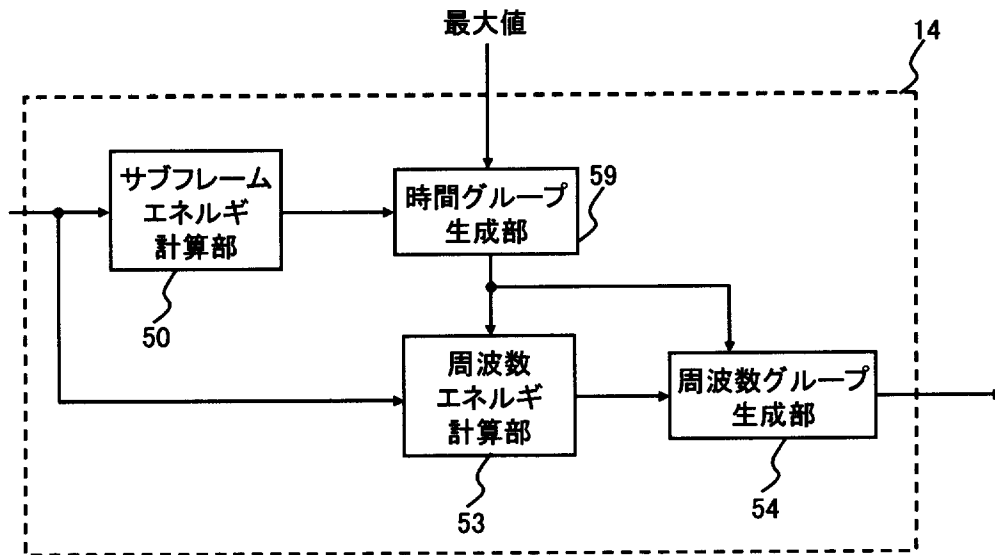 最大値
14
サブフレーム
エネルギ
計算部
50
時間グループ
生成部
59
周波数
エネルギ
計算部
53
周波数グループ
生成部
54